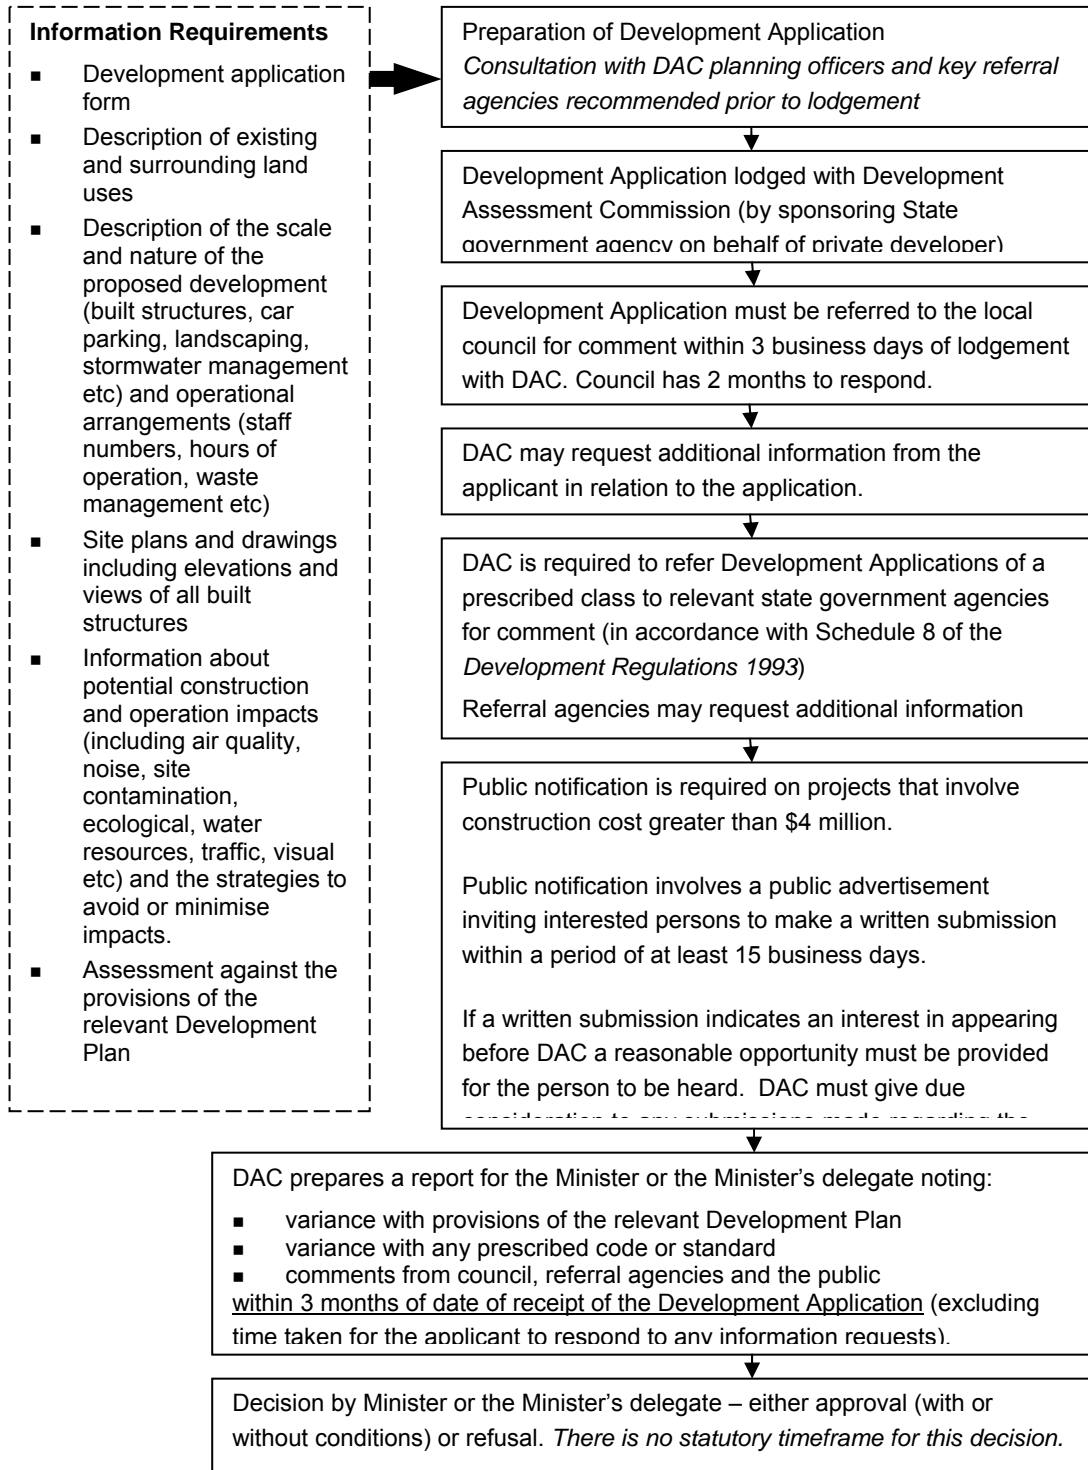 Information Requirements
■ Development application
form
■ Description of existing
and surrounding land
uses
■ Description of the scale
and nature of the
proposed development
(built structures, car
parking, landscaping,
stormwater management
etc) and operational
arrangements (staff
numbers, hours of
operation, waste
management etc)
■ Site plans and drawings
including elevations and
views of all built
structures
■ Information about
potential construction
and operation impacts
(including air quality,
noise, site
contamination,
ecological, water
resources, traffic, visual
etc) and the strategies to
avoid or minimise
impacts.
■ Assessment against the
provisions of the
relevant Development
Plan
Preparation of Development Application
Consultation with DAC planning officers and key referral
agencies recommended prior to lodgement
Development Application lodged with Development
Assessment Commission (by sponsoring State
government agency on behalf of private developer)
Development Application must be referred to the local
council for comment within 3 business days of lodgement
with DAC. Council has 2 months to respond.
DAC may request additional information from the
applicant in relation to the application.
DAC is required to refer Development Applications of a
prescribed class to relevant state government agencies
for comment (in accordance with Schedule 8 of the
Development Regulations 1993)
Referral agencies may request additional information
Public notification is required on projects that involve
construction cost greater than $4 million.
Public notification involves a public advertisement
inviting interested persons to make a written submission
within a period of at least 15 business days.
If a written submission indicates an interest in appearing
before DAC a reasonable opportunity must be provided
for the person to be heard.  DAC must give due
consideration to any submissions made regarding the
DAC prepares a report for the Minister or the Minister’s delegate noting:
■ variance with provisions of the relevant Development Plan
■ variance with any prescribed code or standard
■ comments from council, referral agencies and the public
within 3 months of date of receipt of the Development Application (excluding
time taken for the applicant to respond to any information requests).
Decision by Minister or the Minister’s delegate – either approval (with or
without conditions) or refusal. There is no statutory timeframe for this decision.